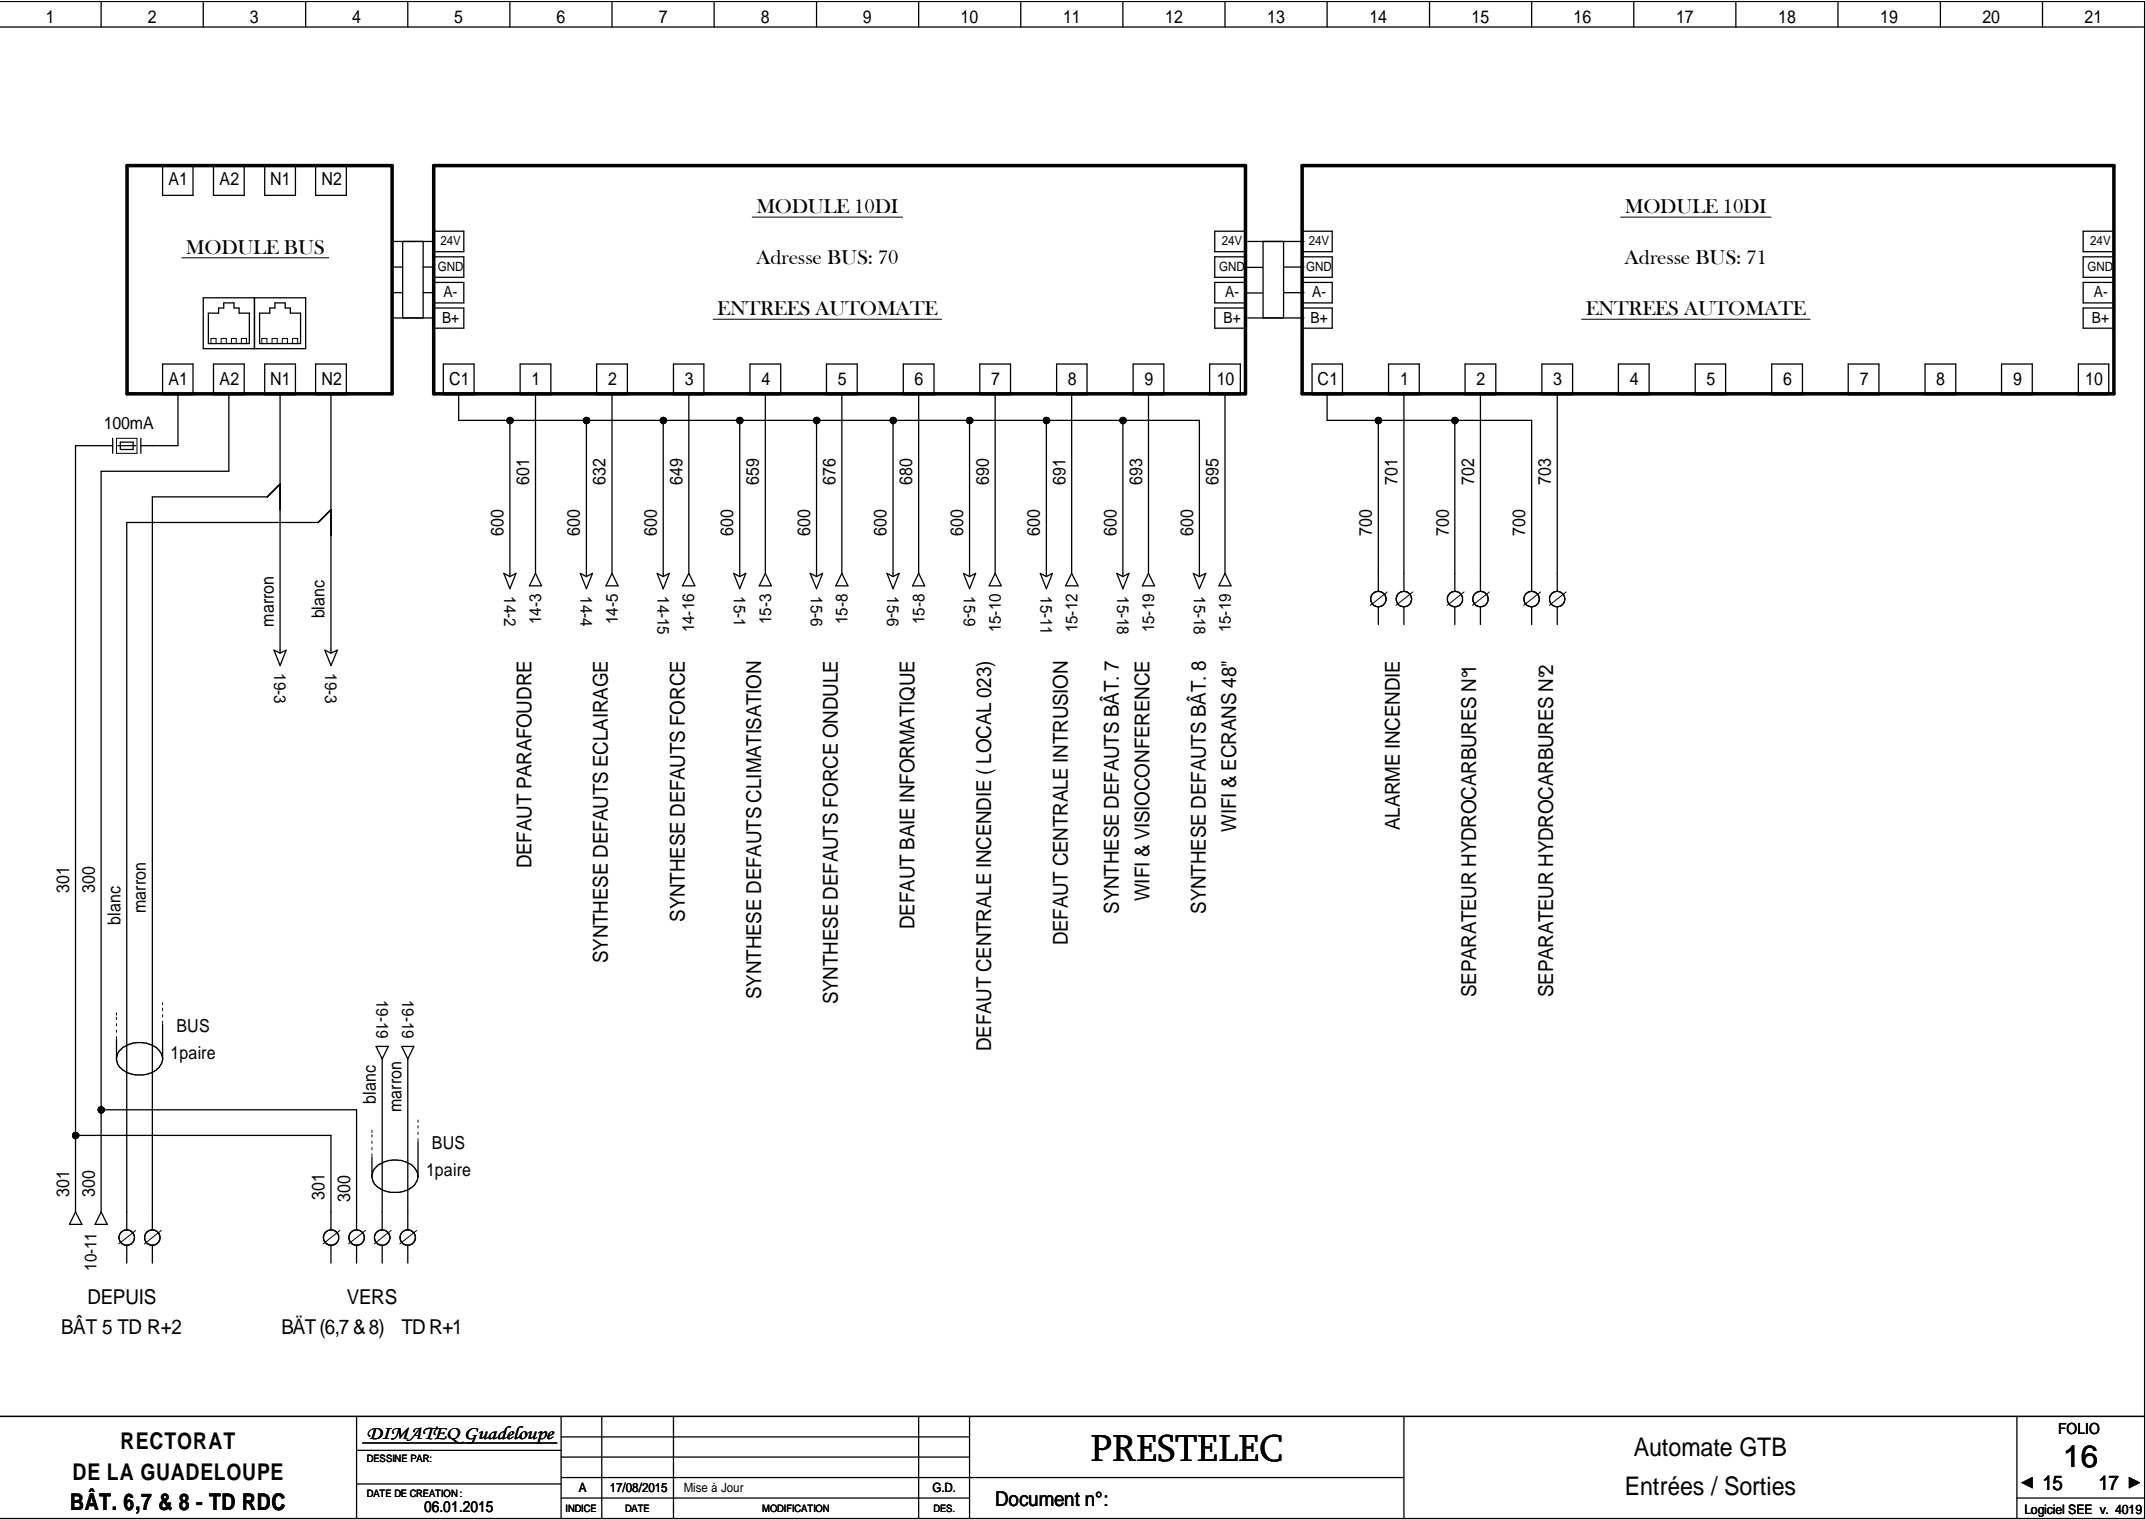 1 2 3 4 5 6 7 8 9 10 11 12 13 14 15 16 17 18 19 20 21
A1 A2 N1 N2
MODULE BUS
A1 A2 N1 N2
MODULE 10DI
Adresse BUS: 70
ENTREES AUTOMATE
24V
GND
A-
B+
24V
GND
A-
B+
C1 1 2 3 4 5 6 7 8 9 10
MODULE 10DI
Adresse BUS: 71
ENTREES AUTOMATE
24V
GND
A-
B+
24V
GND
A-
B+
C1 1 2 3 4 5 6 7 8 9 10
100mA
marron
blanc
19-3
19-3
600 601
14-2 14-3
DEFAUT PARAFOUDRE
600 632
14-4 14-5
SYNTHESE DEFAUTS ECLAIRAGE
600 649
14-15 14-16
SYNTHESE DEFAUTS FORCE
600 659
15-1 15-3
SYNTHESE DEFAUTS CLIMATISATION
600 676
15-6 15-8
SYNTHESE DEFAUTS FORCE ONDULE
600 680
15-6 15-8
DEFAUT BAIE INFORMATIQUE
600 690
15-9 15-10
DEFAUT CENTRALE INCENDIE ( LOCAL 023)
600 691
15-11 15-12
DEFAUT CENTRALE INTRUSION
600 693
15-18 15-19
SYNTHESE DEFAUTS BÂT. 7
WIFI & VISIOCONFERENCE
600 695
15-18 15-19
SYNTHESE DEFAUTS BÂT. 8
WIFI & ECRANS 48"
700 701
ALARME INCENDIE
700 702
SEPARATEUR HYDROCARBURES N°1
700 703
SEPARATEUR HYDROCARBURES N°2
301
300
blanc
marron
BUS
1paire
19-19
19-19
blanc
marron
BUS
1paire
301
300
301
300
10-11
DEPUIS
BÂT 5 TD R+2
VERS
BÄT (6,7 & 8) TD R+1
RECTORAT
DE LA GUADELOUPE
BÂT. 6,7 & 8 - TD RDC
DIMATEQ Guadeloupe
DESSINE PAR:
DATE DE CREATION :
06.01.2015
A 17/08/2015 Mise à Jour G.D.
INDICE DATE MODIFICATION DES.
PRESTELEC
Document n°:
Automate GTB
Entrées / Sorties
FOLIO
16
◄ 15 17 ►
Logiciel SEE v. 4019